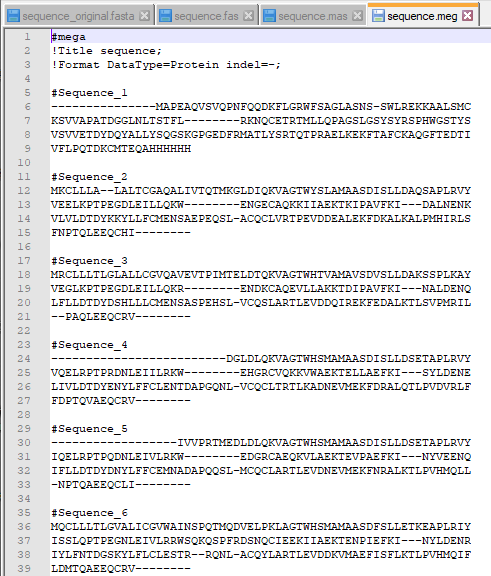 sequence_original.fasta sequence.fas sequence.mas sequence.meg
1 #mega
2 !Title sequence;
3 !Format DataType=Protein indel=-;
4
5 #Sequence_1
6 ---------------MAPEAQVSVQPNFQQDKFLGRWFSAGLASNS-SWLREKKAALSMC
7 KSVVAPATDGGLNLTSTFL--------RKNQCETRTMLLQPAGSLGSYSYRSPHWGSTYS
8 VSVVETDYDQYALLYSQGSKGPGEDFRMATLYSRTQTPRAELKEKFTAFCKAQGFTEDTI
9 VFLPQTDKCMTEQAHHHHHH
10
11 #Sequence_2
12 MKCLLLA--LALTCGAQALIVTQTMKGLDIQKVAGTWYSLAMAASDISLLDAQSAPLRVY
13 VEELKPTPEGDLEILLQKW--------ENGECAQKKIIAEKTKIPAVFKI---DALNENK
14 VLVLDTDYKKYLLFCMENSAEPEQSL-ACQCLVRTPEVDDEALEKFDKALKALPMHIRLS
15 FNPTQLEEQCHI--------
16
17 #Sequence_3
18 MRCLLLTLGLALLCGVQAVEVTPIMTELDTQKVAGTWHTVAMAVSDVSLLDAKSSPLKAY
19 VEGLKPTPEGDLEILLQKR--------ENDKCAQEVLLAKKTDIPAVFKI---NALDENQ
20 LFLLDTDYDSHLLLCMENSASPEHSL-VCQSLARTLEVDDQIREKFEDALKTLSVPMRIL
21 --PAQLEEQCRV--------
22
23 #Sequence_4
24 -------------------------DGLDLQKVAGTWHSMAMAASDISLLDSETAPLRVY
25 VQELRPTPRDNLEIILRKW--------EHGRCVQKKVWAEKTELLAEFKI---SYLDENE
26 LIVLDTDYENYLFFCLENTDAPGQNL-VCQCLTRTLKADNEVMEKFDRALQTLPVDVRLF
27 FDPTQVAEQCRV--------
28
29 #Sequence_5
30 ------------------IVVPRTMEDLDLQKVAGTWHSMAMAASDISLLDSETAPLRVY
31 IQELRPTPQDNLEIVLRKW--------EDGRCAEQKVLAEKTEVPAEFKI---NYVEENQ
32 IFLLDTDYDNYLFFCEMNADAPQQSL-MCQCLARTLEVDNEVMEKFNRALKTLPVHMQLL
33 -NPTQAEEQCLI--------
34
35 #Sequence_6
36 MQCLLLTLGVALICGVWAINSPQTMQDVELPKLAGTWHSMAMAASDFSLLETKEAPLRIY
37 ISSLQPTPEGNLEIVLRRWSQKQSPFRDSNQCIEEKIIAEKTENPIEFKI---NYLDENR
38 IYLFNTDGSKYLFLCLESTR--RQNL-ACQYLARTLEVDDKVMAEFISFLKTLPVHMQIF
39 LDMTQAEEQCRV--------